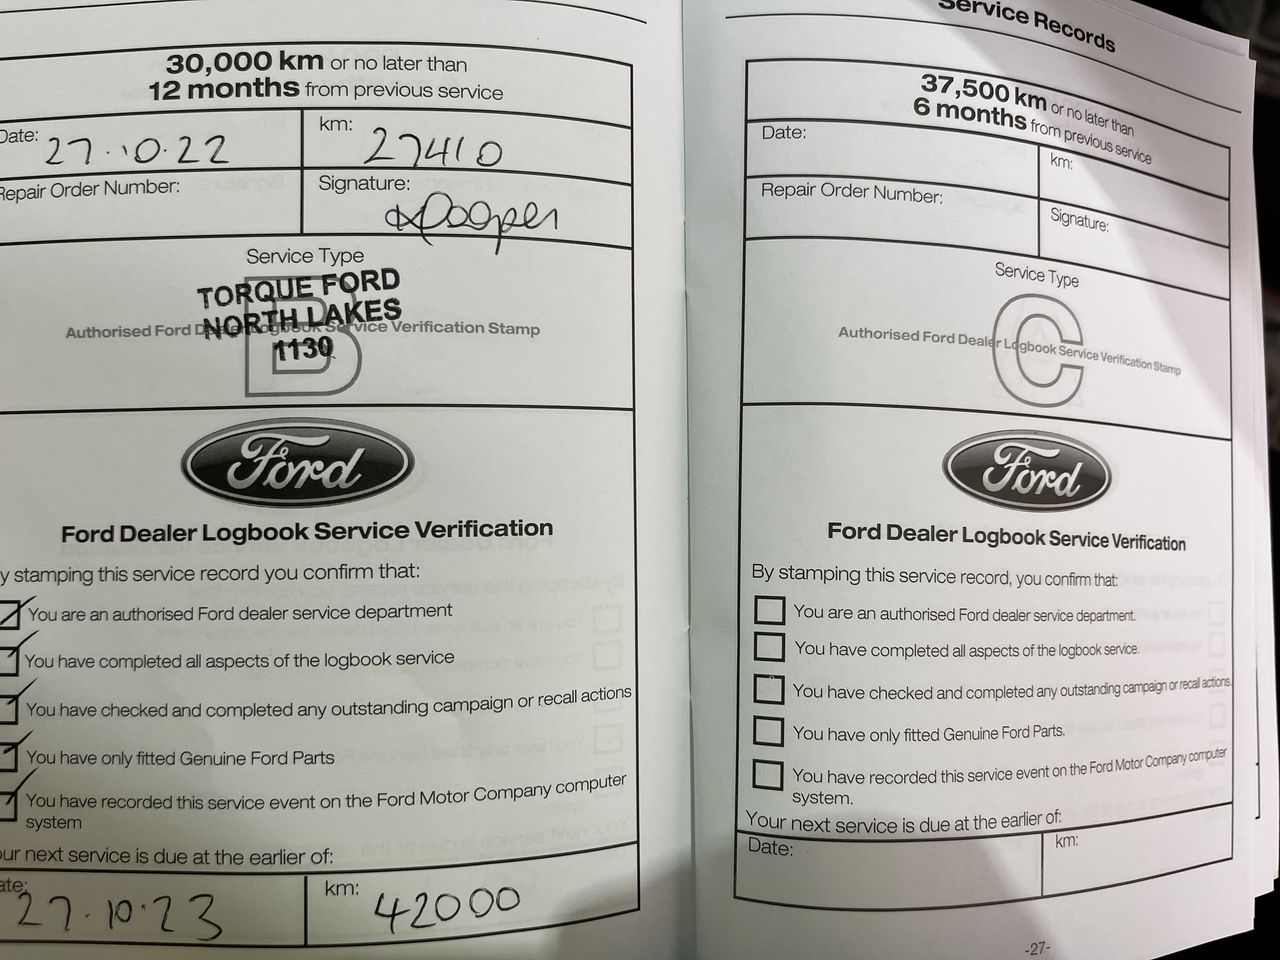 30,000 km or no later than
12 months from previous service
Date: 27.10.22
km: 27410
Repair Order Number:
Signature:
Service Type
B
Authorised Ford Dealer Logbook Service Verification Stamp
TORQUE FORD
NORTH LAKES
1130
Ford
Ford Dealer Logbook Service Verification
y stamping this service record you confirm that:
You are an authorised Ford dealer service department
You have completed all aspects of the logbook service
You have checked and completed any outstanding campaign or recall actions
You have only fitted Genuine Ford Parts
You have recorded this service event on the Ford Motor Company computer
system
our next service is due at the earlier of:
ate: 27.10.23
km: 42000
Service Records
37,500 km or no later than
6 months from previous service
Date:
km:
Repair Order Number:
Signature:
Service Type
C
Authorised Ford Dealer Logbook Service Verification Stamp
Ford
Ford Dealer Logbook Service Verification
By stamping this service record, you confirm that:
You are an authorised Ford dealer service department.
You have completed all aspects of the logbook service.
You have checked and completed any outstanding campaign or recall actions.
You have only fitted Genuine Ford Parts.
You have recorded this service event on the Ford Motor Company computer
system.
Your next service is due at the earlier of:
Date:
km:
-27-